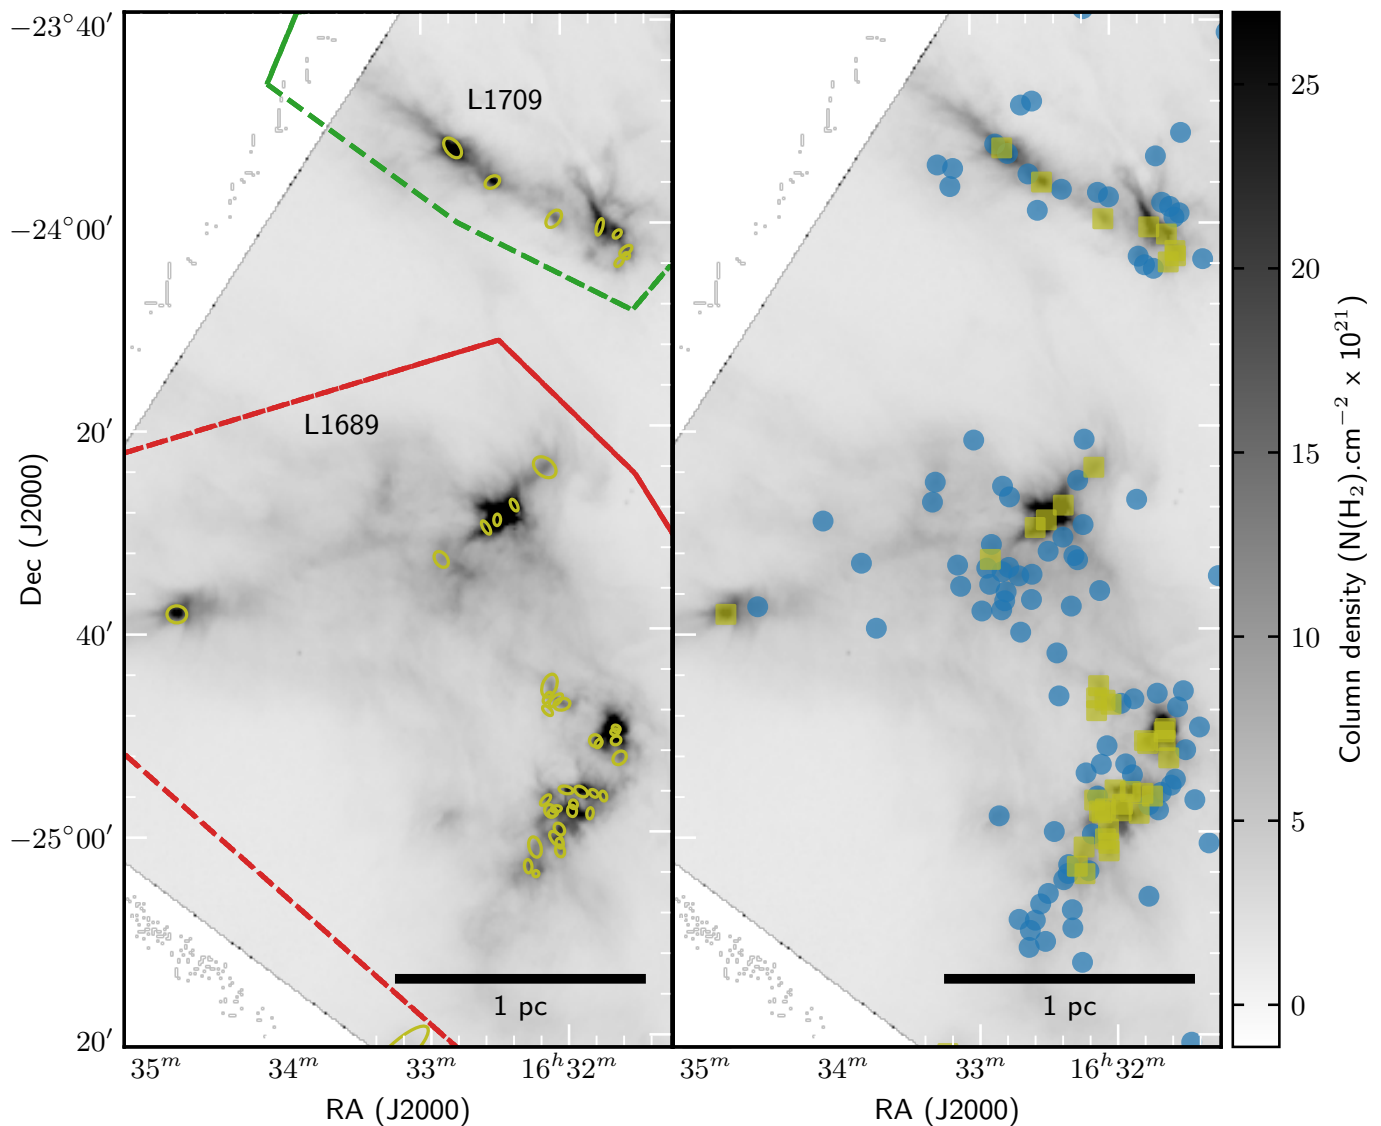 −23°40′
−24°00′
20′
40′
−25°00′
20′
Dec (J2000)
L1709
L1689
1 pc
35ᵐ
34ᵐ
33ᵐ
16ʰ32ᵐ
RA (J2000)
1 pc
35ᵐ
34ᵐ
33ᵐ
16ʰ32ᵐ
RA (J2000)
25
20
15
10
5
0
Column density (N(H₂).cm⁻² x 10²¹)